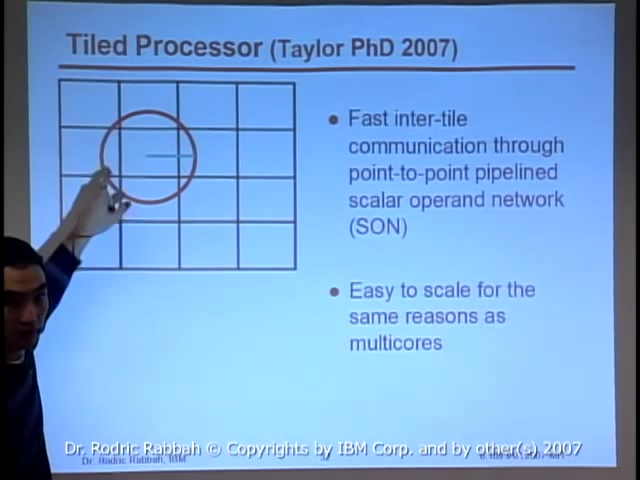 Tiled Processor (Taylor PhD 2007)
• Fast inter-tile
communication through
point-to-point pipelined
scalar operand network
(SON)
• Easy to scale for the
same reasons as
multicores
Dr. Rodric Rabbah © Copyrights by IBM Corp. and by other(s) 2007
Dr. Rodric Rabbah, IBM.